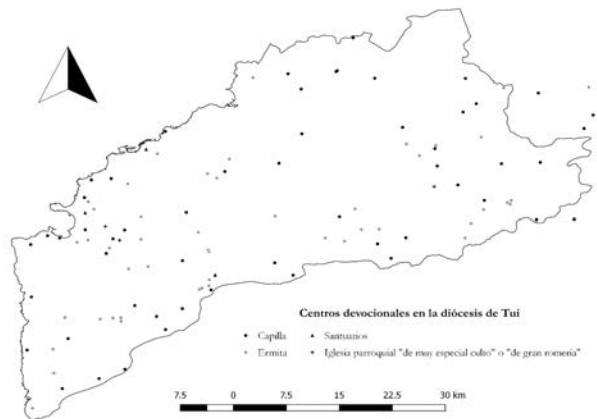 Centros devocionales en la diócesis de Tui
Capilla
Santuarios
Ermita
Iglesia parroquial "de muy especial culto" o "de gran romería"
7.5 0 7.5 15 22.5 30 km